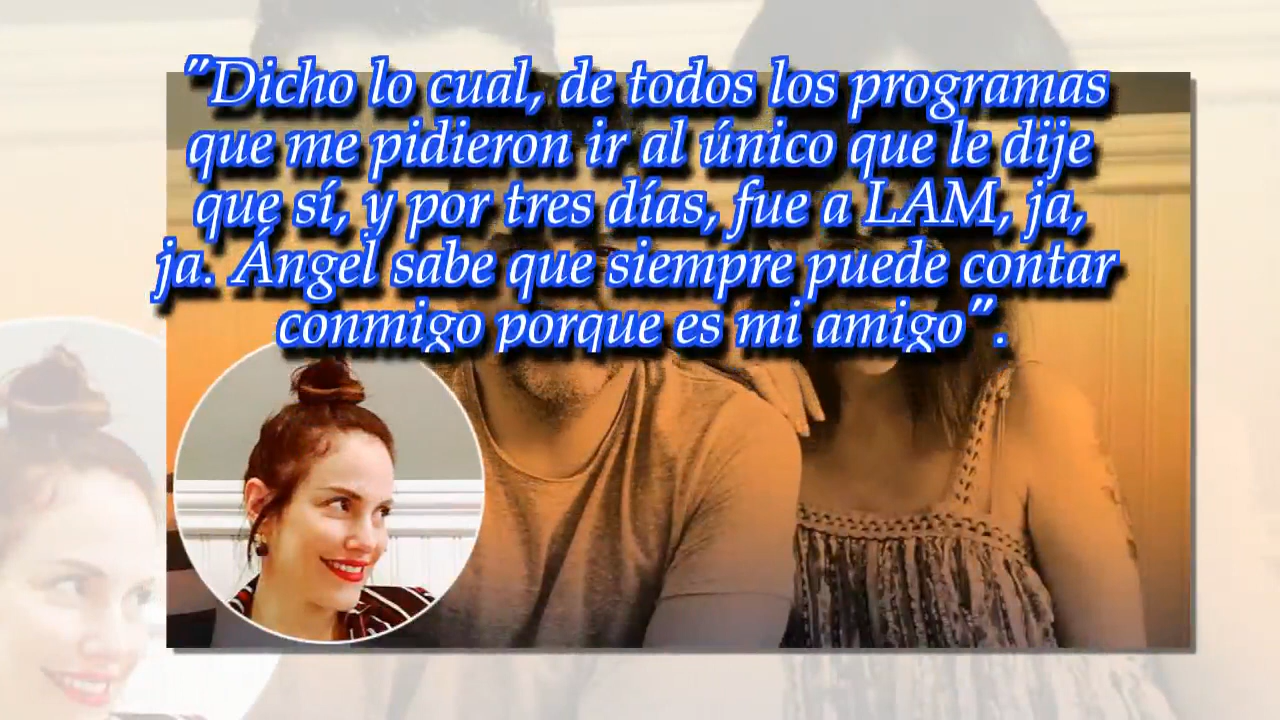 "Dicho lo cual, de todos los programas
que me pidieron ir al único que le dije
que sí, y por tres días, fue a LAM, ja,
ja. Ángel sabe que siempre puede contar
conmigo porque es mi amigo".